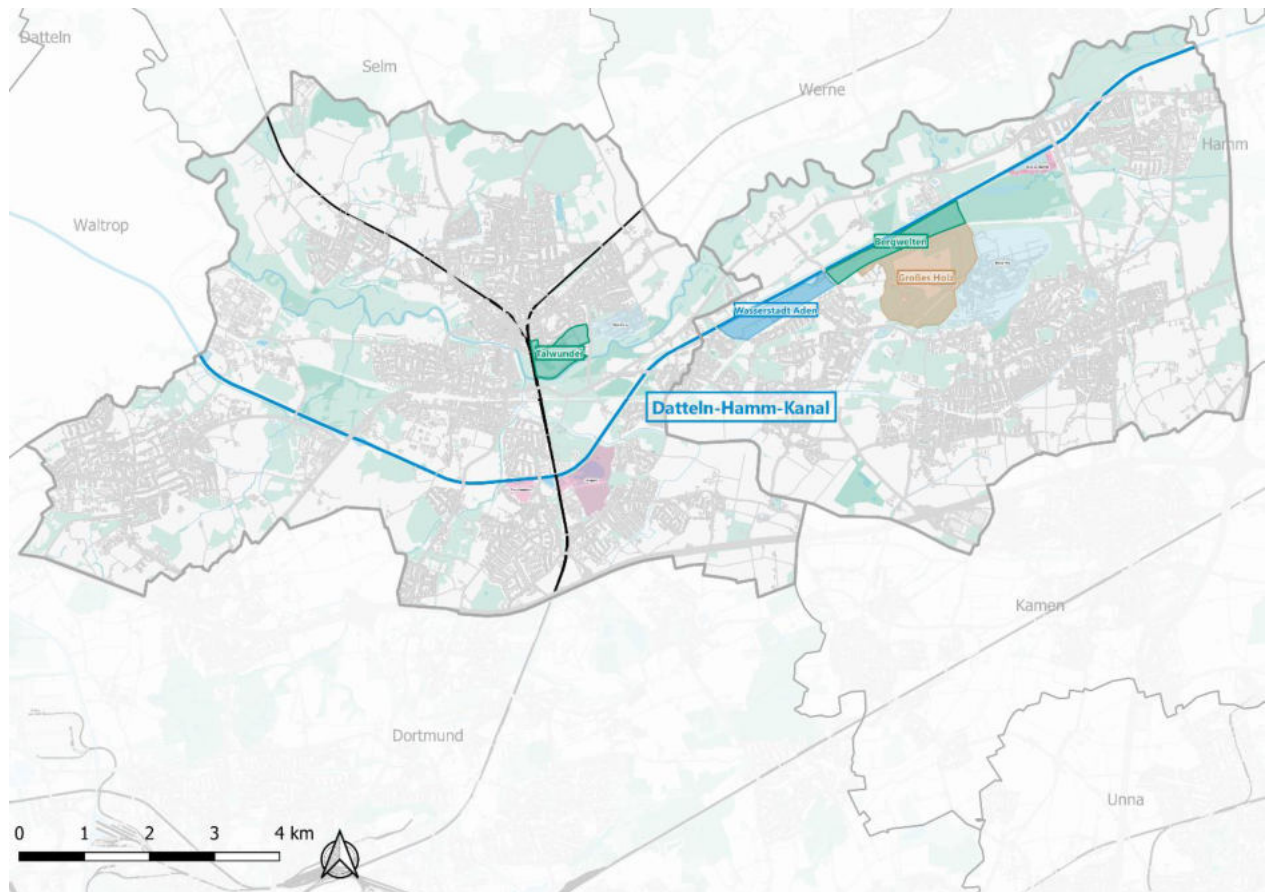 Datteln
Selm
Werne
Hamm
Waltrop
Bergwelten
Großes Holz
Wasserstadt Aden
Talwunder
Datteln-Hamm-Kanal
Kamen
Dortmund
Unna
0 1 2 3 4 km